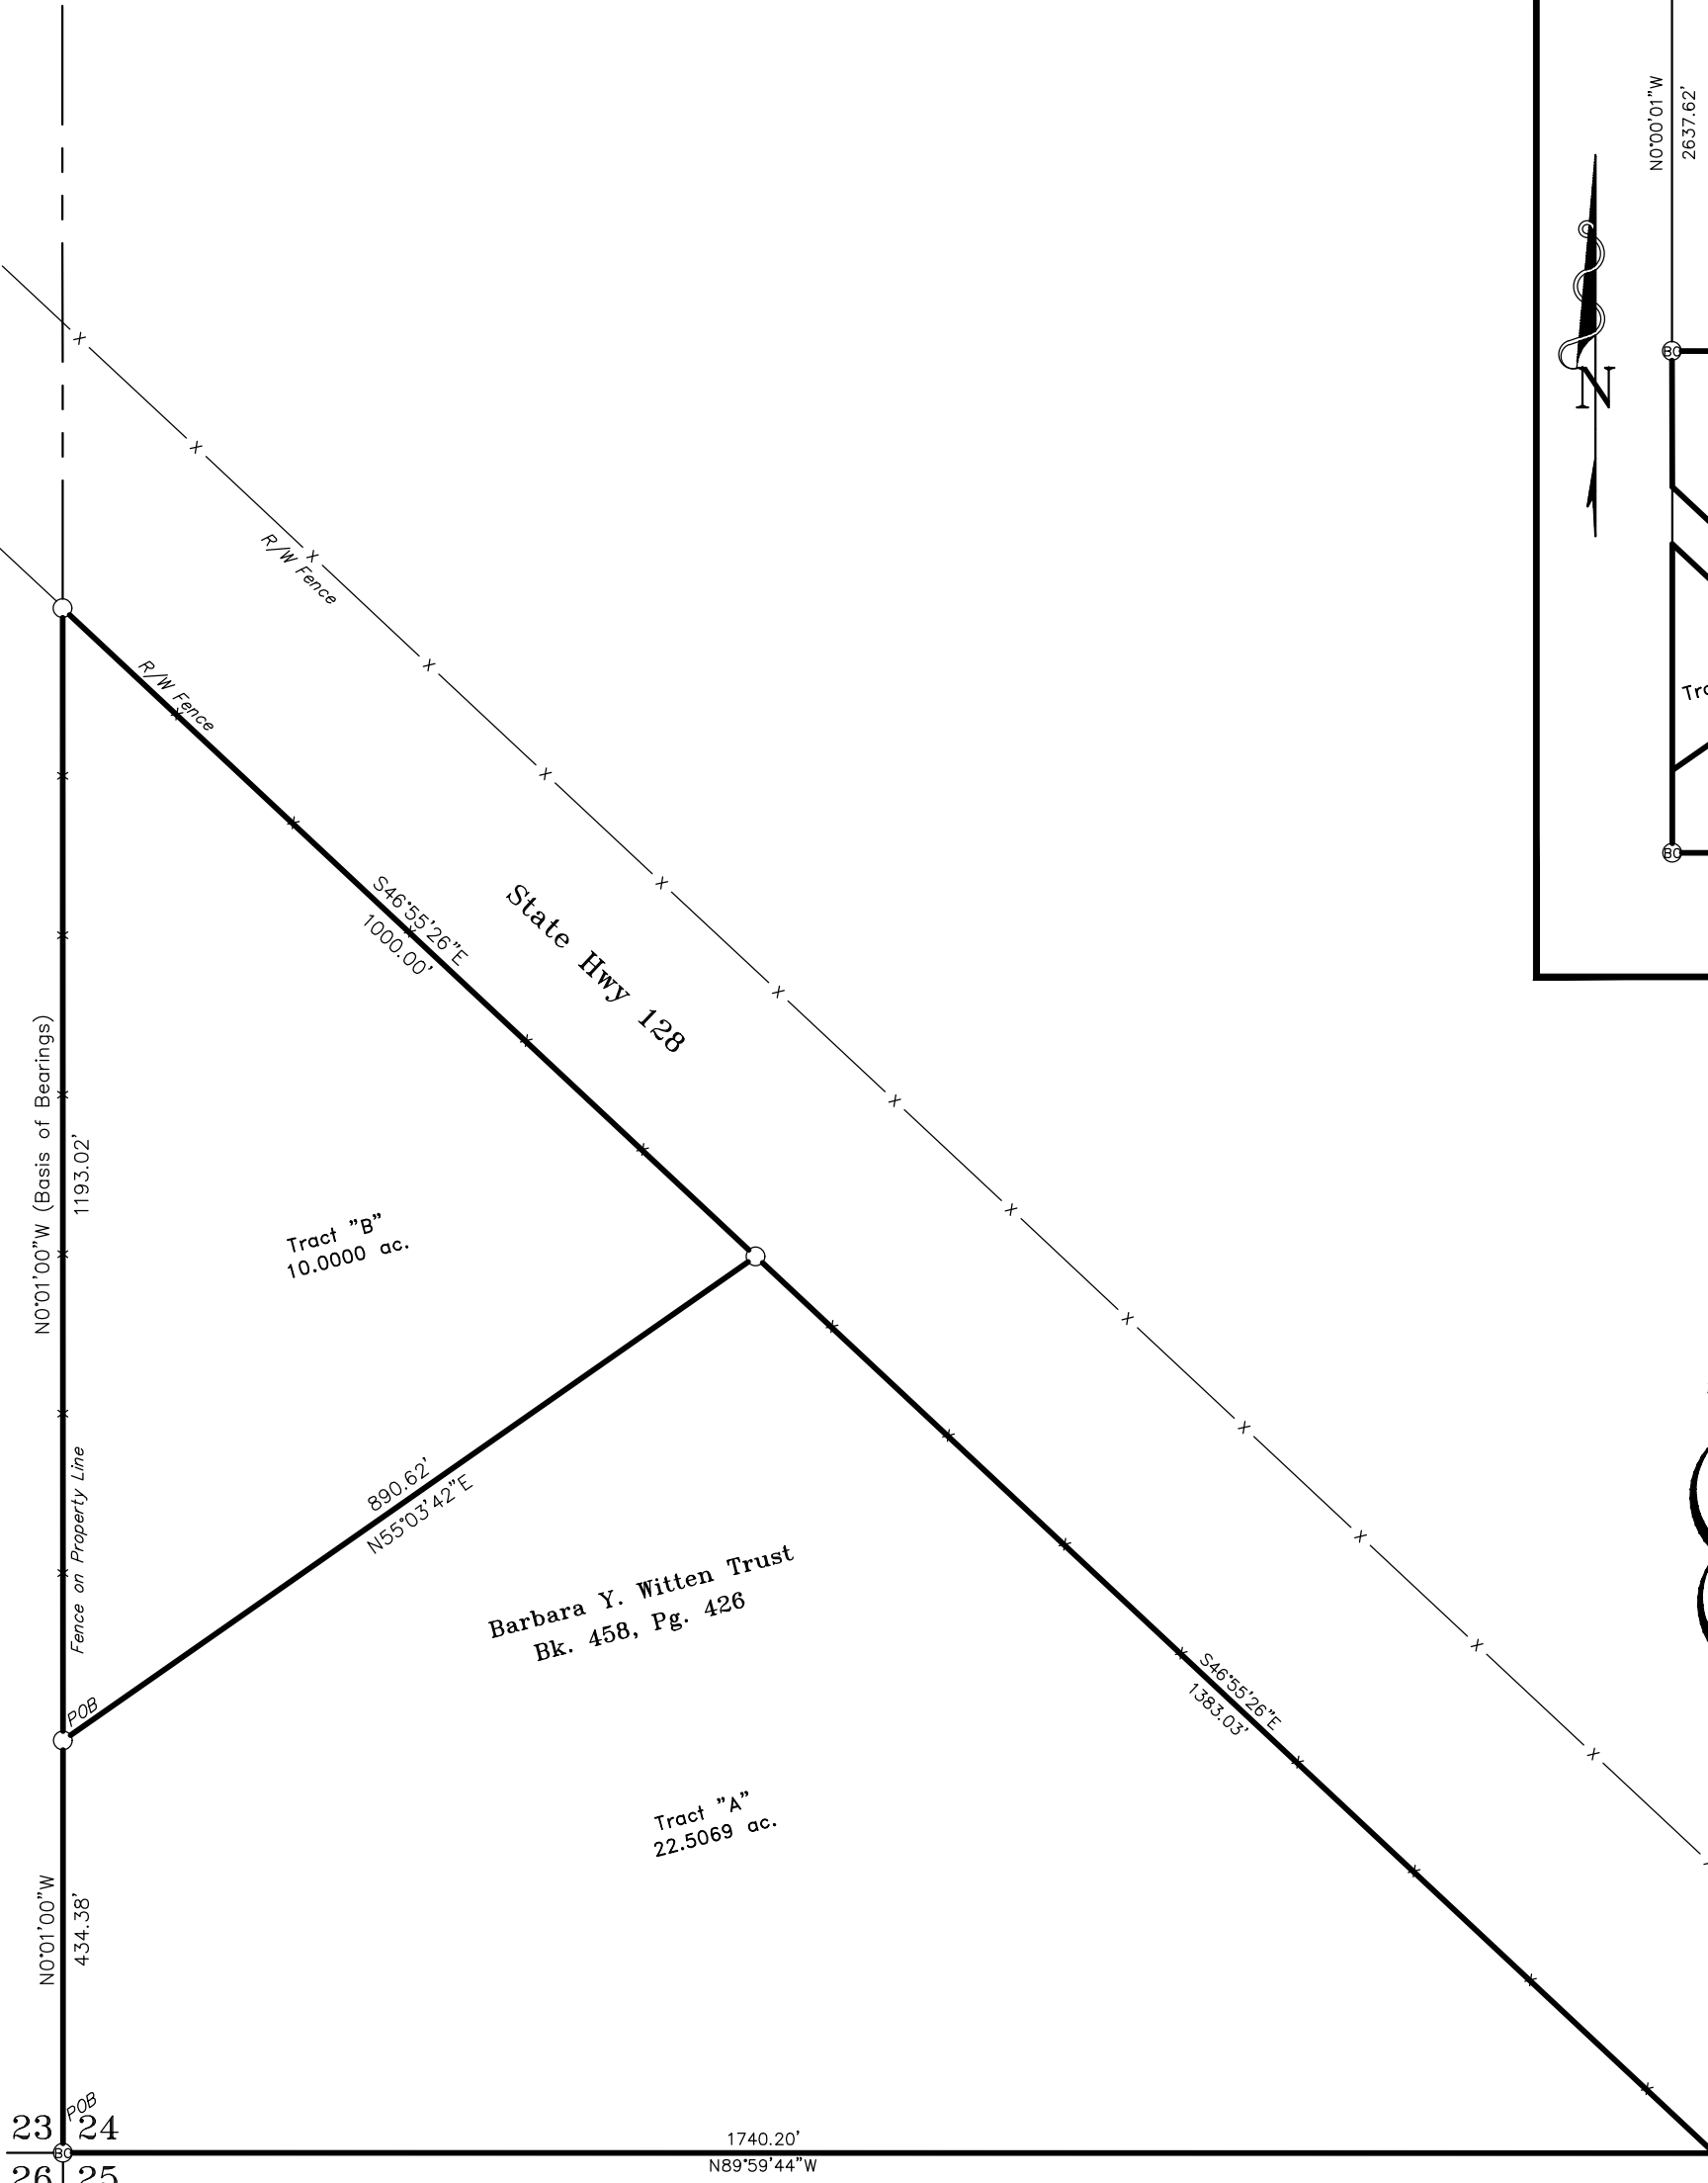 N0°00'01"W
2637.62'
N
BC
R/W Fence
R/W Fence
S46°55'26"E
1000.00'
State Hwy 128
BC
N0°01'00"W (Basis of Bearings)
1193.02'
Tract "B"
10.0000 ac.
Fence on Property Line
890.62'
N55°03'42"E
Barbara Y. Witten Trust
Bk. 458, Pg. 426
S46°55'26"E
1383.03'
POB
Tract "A"
22.5069 ac.
N0°01'00"W
434.38'
POB
23 24
BC
26 25
1740.20'
N89°59'44"W